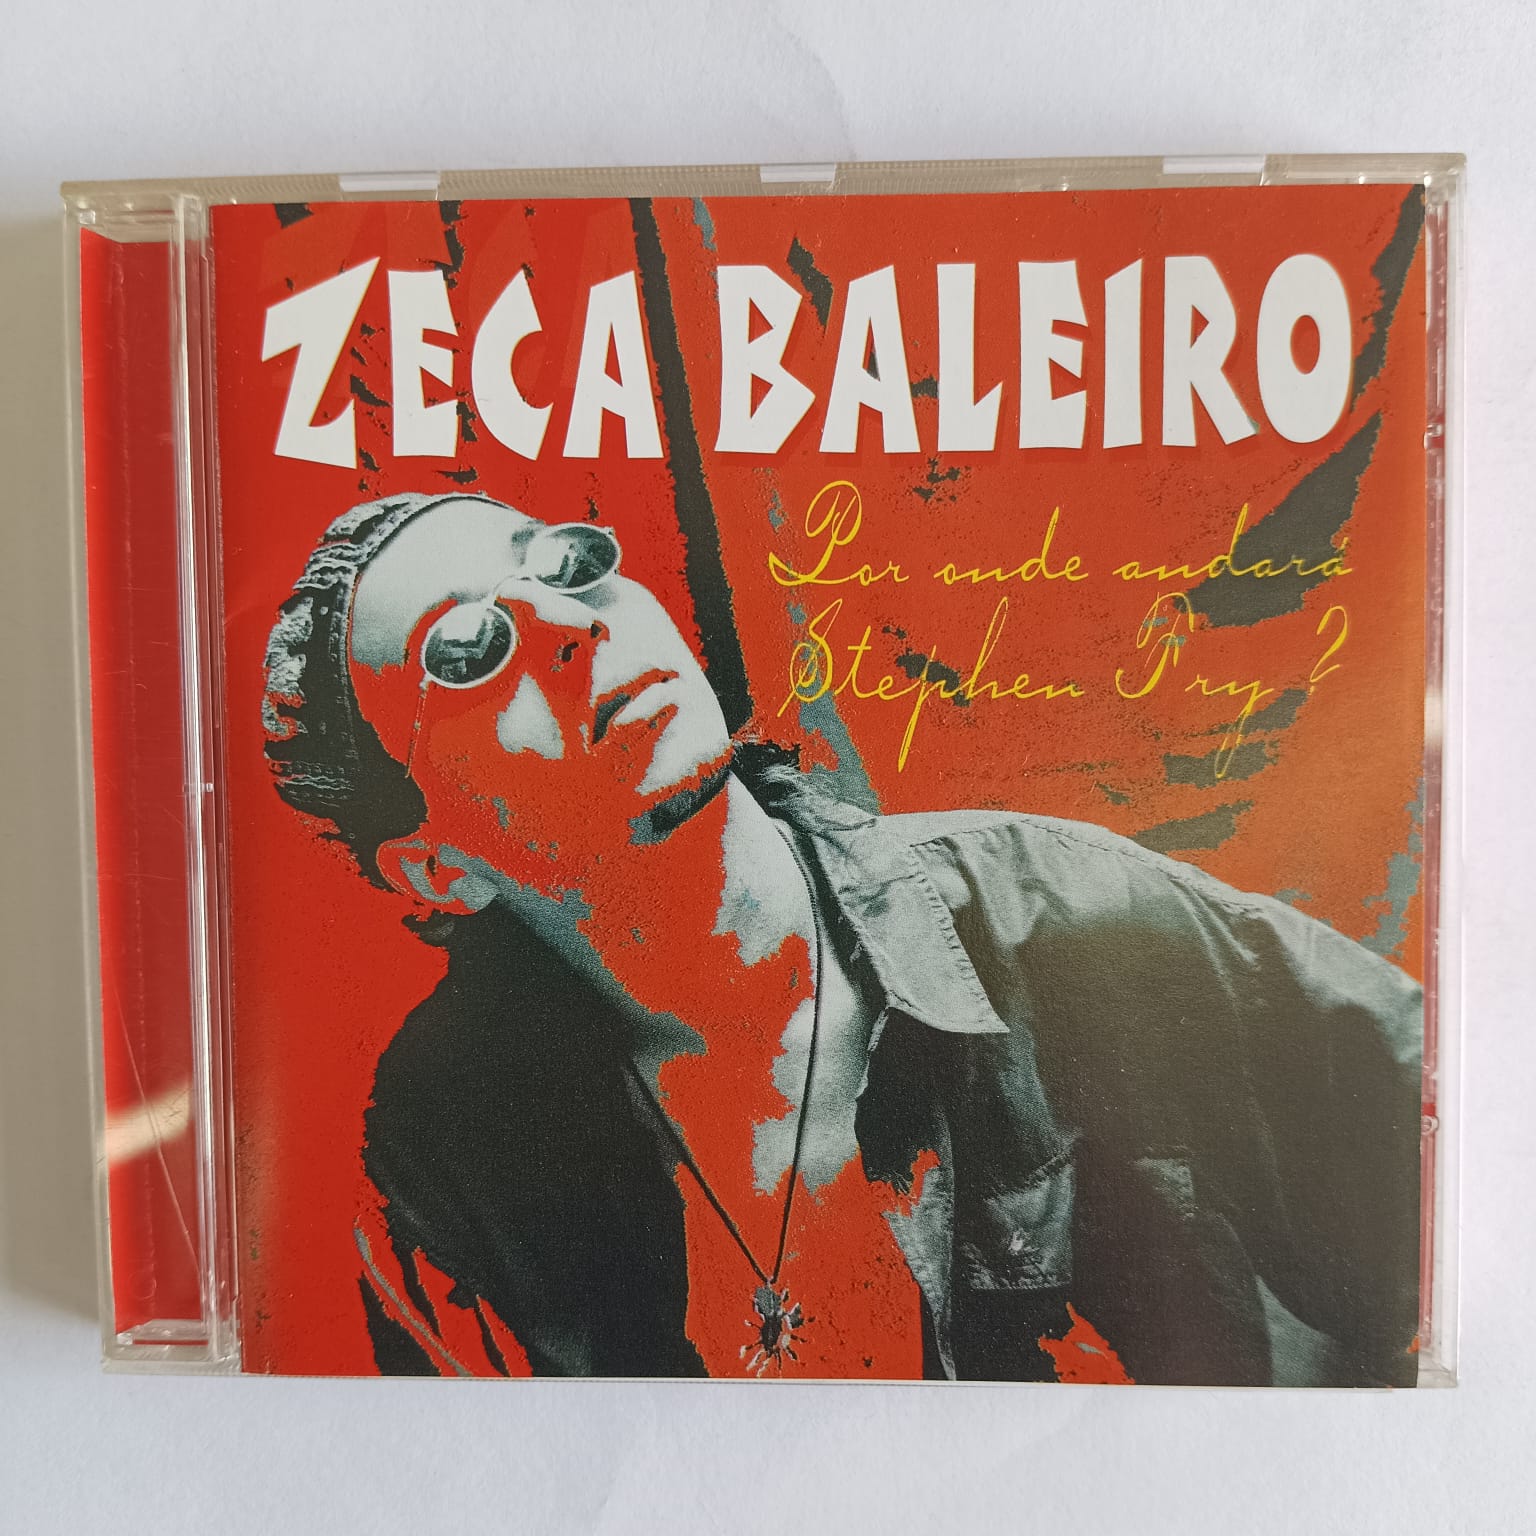 ZECA BALEIRO
Por onde andará
Stephen Fry?